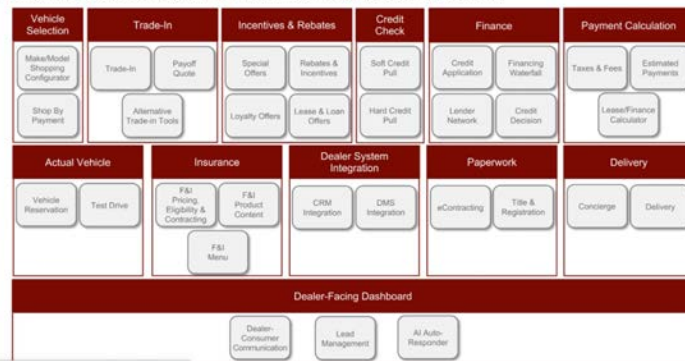 Vehicle
Selection
Make/Model
Shopping
Configurator
Shop By
Payment
Trade-In
Trade-In
Payoff
Quote
Alternative
Trade-in Tools
Incentives & Rebates
Special
Offers
Rebates &
Incentives
Loyalty Offers
Lease & Loan
Offers
Credit
Check
Soft Credit
Pull
Hard Credit
Pull
Finance
Credit
Application
Financing
Waterfall
Lender
Network
Credit
Decision
Payment Calculation
Taxes & Fees
Estimated
Payments
Lease/Finance
Calculator
Actual Vehicle
Vehicle
Reservation
Test Drive
Insurance
F&I
Pricing,
Eligibility &
Contracting
F&I
Product
Content
F&I
Menu
Dealer System
Integration
CRM
Integration
DMS
Integration
Paperwork
eContracting
Title &
Registration
Delivery
Concierge
Delivery
Dealer-Facing Dashboard
Dealer-
Consumer
Communication
Lead
Management
AI Auto-
Responder